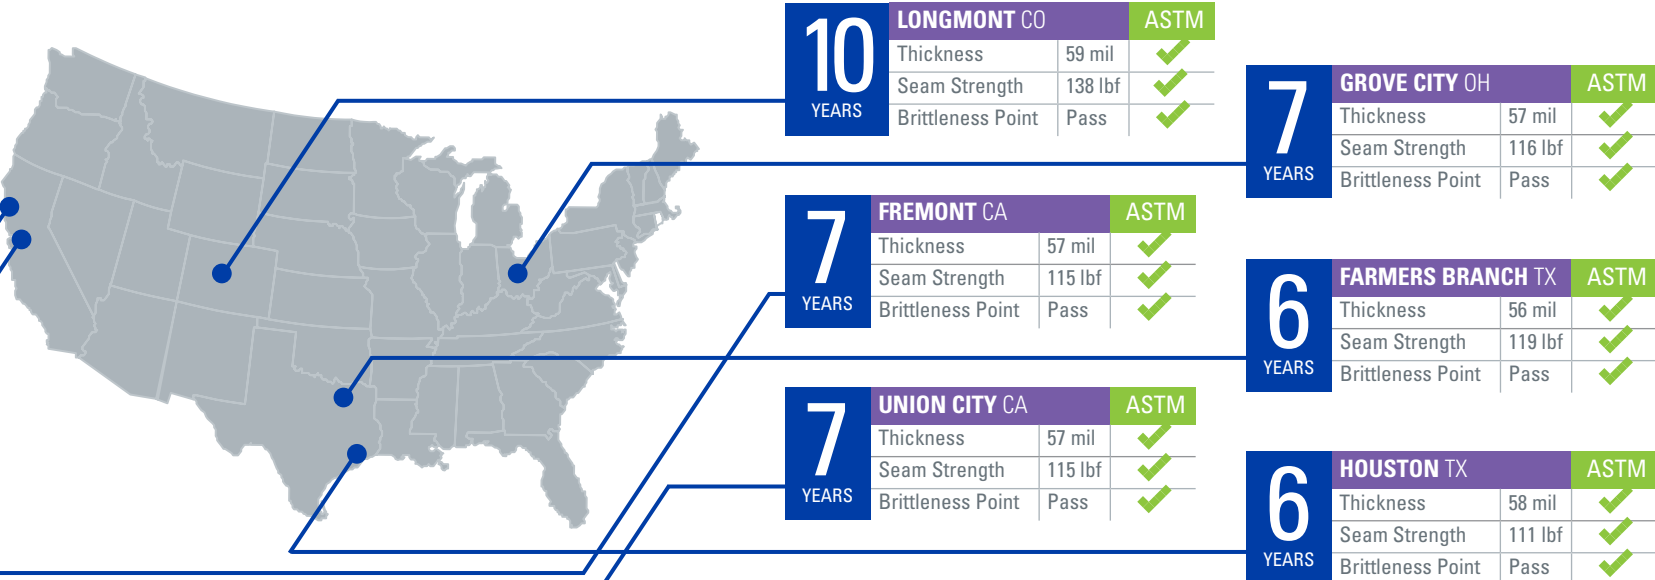 10
YEARS
LONGMONT CO ASTM
Thickness 59 mil
Seam Strength 138 lbf
Brittleness Point Pass
7
YEARS
GROVE CITY OH ASTM
Thickness 57 mil
Seam Strength 116 lbf
Brittleness Point Pass
7
YEARS
FREMONT CA ASTM
Thickness 57 mil
Seam Strength 115 lbf
Brittleness Point Pass
6
YEARS
FARMERS BRANCH TX ASTM
Thickness 56 mil
Seam Strength 119 lbf
Brittleness Point Pass
7
YEARS
UNION CITY CA ASTM
Thickness 57 mil
Seam Strength 115 lbf
Brittleness Point Pass
6
YEARS
HOUSTON TX ASTM
Thickness 58 mil
Seam Strength 111 lbf
Brittleness Point Pass